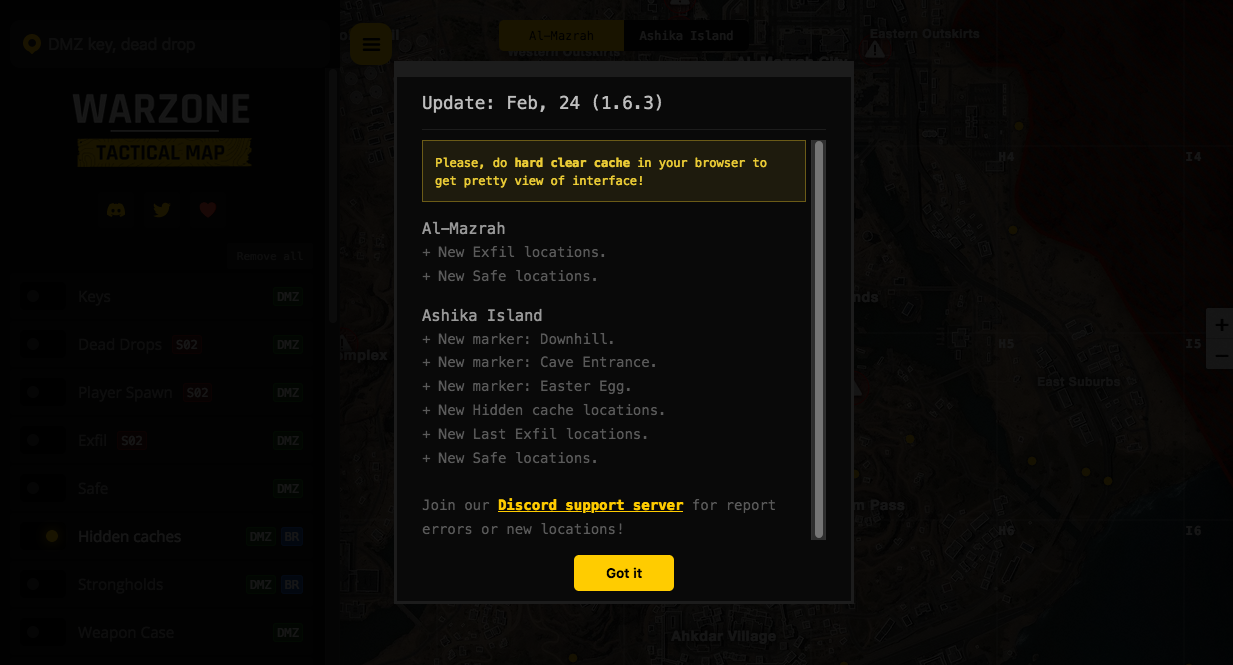 DMZ key, dead drop
WARZONE
TACTICAL MAP
Remove all
Keys DMZ
Dead Drops S02 DMZ
Player Spawn S02 DMZ
Exfil S02 DMZ
Safe DMZ
Hidden caches DMZ BR
Strongholds DMZ BR
Weapon Case DMZ
Al-Mazrah Ashika Island
Western Outskirts
Eastern Outskirts
Al Mazrah City
Update: Feb, 24 (1.6.3)
Please, do hard clear cache in your browser to
get pretty view of interface!
Al-Mazrah
+ New Exfil locations.
+ New Safe locations.
Ashika Island
+ New marker: Downhill.
+ New marker: Cave Entrance.
+ New marker: Easter Egg.
+ New Hidden cache locations.
+ New Last Exfil locations.
+ New Safe locations.
Join our Discord support server for report
errors or new locations!
Got it
H4 I4
+
H5 I5
−
East Suburbs
H6 I6
Ahkdar Village